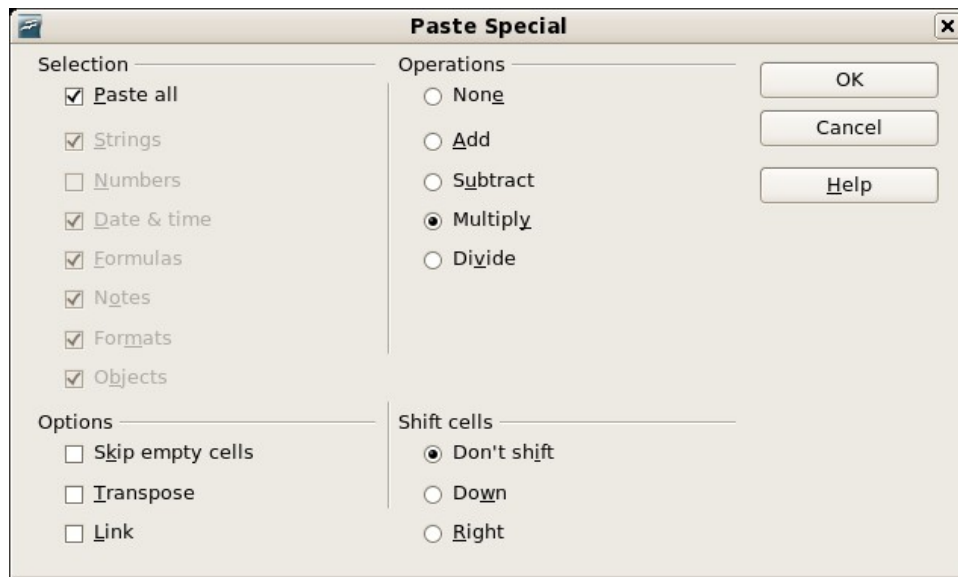 Paste Special
Selection
Paste all
Strings
Numbers
Date & time
Formulas
Notes
Formats
Objects
Operations
None
Add
Subtract
Multiply
Divide
OK
Cancel
Help
Options
Skip empty cells
Transpose
Link
Shift cells
Don't shift
Down
Right